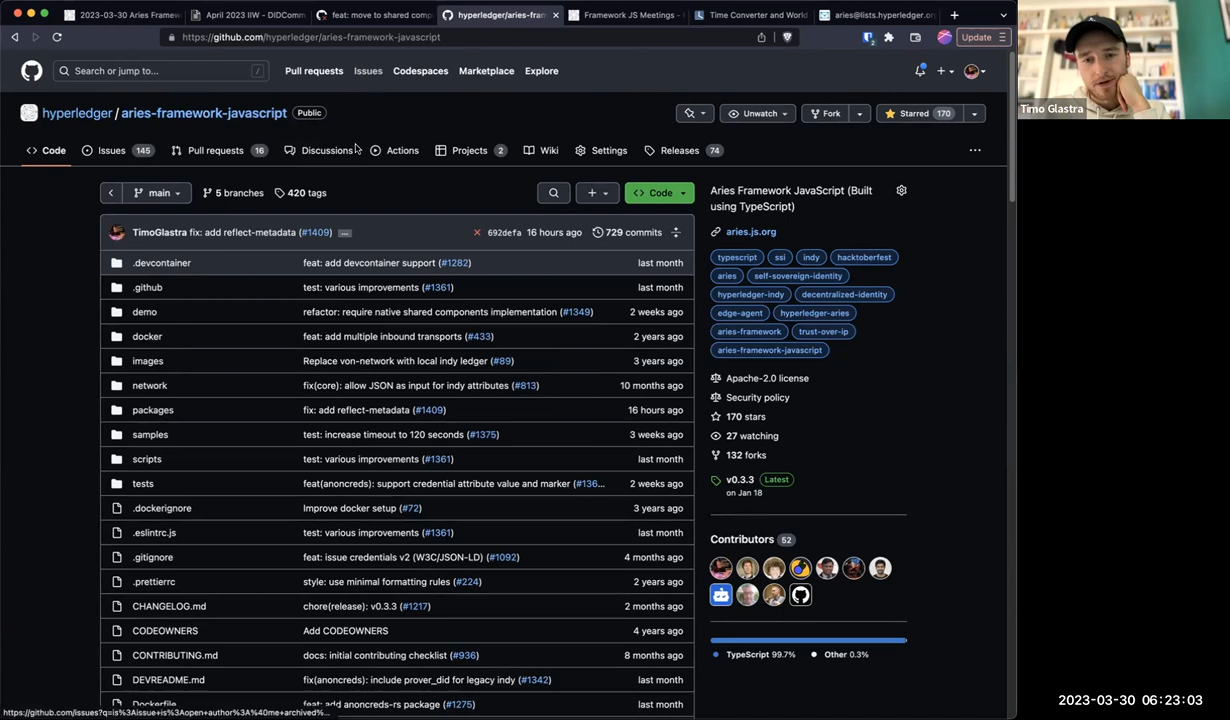 2023-03-30 Aries Framew
April 2023 IIW - DIDComm
feat: move to shared comp
hyperledger/aries-fram
Framework JS Meetings -
Time Converter and World
aries@lists.hyperledger.or
https://github.com/hyperledger/aries-framework-javascript
2
Update
Search or jump to...
/
Pull requests
Issues
Codespaces
Marketplace
Explore
Timo Glastra
hyperledger / aries-framework-javascript
Public
Unwatch
Fork
Starred 170
Code
Issues 145
Pull requests 16
Discussions
Actions
Projects 2
Wiki
Settings
Releases 74
main
5 branches
420 tags
Code
TimoGlastra fix: add reflect-metadata (#1409) ...
692defa 16 hours ago
729 commits
.devcontainer feat: add devcontainer support (#1282) last month
.github test: various improvements (#1361) last month
demo refactor: require native shared components implementation (#1349) 2 weeks ago
docker feat: add multiple inbound transports (#433) 2 years ago
images Replace von-network with local indy ledger (#89) 3 years ago
network fix(core): allow JSON as input for indy attributes (#813) 10 months ago
packages fix: add reflect-metadata (#1409) 16 hours ago
samples test: increase timeout to 120 seconds (#1375) 3 weeks ago
scripts test: various improvements (#1361) last month
tests feat(anoncreds): support credential attribute value and marker (#136... 2 weeks ago
.dockerignore Improve docker setup (#72) 3 years ago
.eslintrc.js test: various improvements (#1361) last month
.gitignore feat: issue credentials v2 (W3C/JSON-LD) (#1092) 4 months ago
.prettierrc style: use minimal formatting rules (#224) 2 years ago
CHANGELOG.md chore(release): v0.3.3 (#1217) 2 months ago
CODEOWNERS Add CODEOWNERS 4 years ago
CONTRIBUTING.md docs: initial contributing checklist (#936) 8 months ago
DEVREADME.md fix(anoncreds): include prover_did for legacy indy (#1342) last month
Dockerfile feat: add anoncreds-rs package (#1275) last month
Aries Framework JavaScript (Built
using TypeScript)
aries.js.org
typescript ssi indy hacktoberfest
aries self-sovereign-identity
hyperledger-indy decentralized-identity
edge-agent hyperledger-aries
aries-framework trust-over-ip
aries-framework-javascript
Apache-2.0 license
Security policy
170 stars
27 watching
132 forks
v0.3.3 Latest
on Jan 18
Contributors 52
TypeScript 99.7% Other 0.3%
https://github.com/issues?q=is%3Aissue+is%3Aopen+author%3A%40me+archived%...
2023-03-30 06:23:03